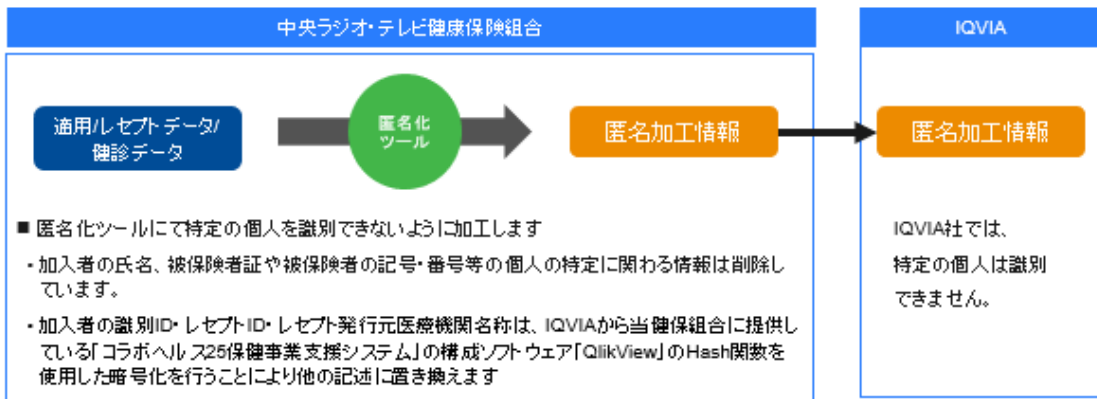 中央ラジオ・テレビ健康保険組合
IQVIA
適用/レセプトデータ/
健診データ
匿名化
ツール
匿名加工情報
匿名加工情報
■ 匿名化ツールにて特定の個人を識別できないように加工します
・加入者の氏名、被保険者証や被保険者の記号・番号等の個人の特定に関わる情報は削除し
ています。
・加入者の識別ID・レセプトID・レセプト発行元医療機関名称は、IQVIAから当健保組合に提供し
ている「コラボヘルス25保健事業支援システム」の構成ソフトウェア「QlikView」のHash関数を
使用した暗号化を行うことにより他の記述に置き換えます
IQVIA社では、
特定の個人は識別
できません。